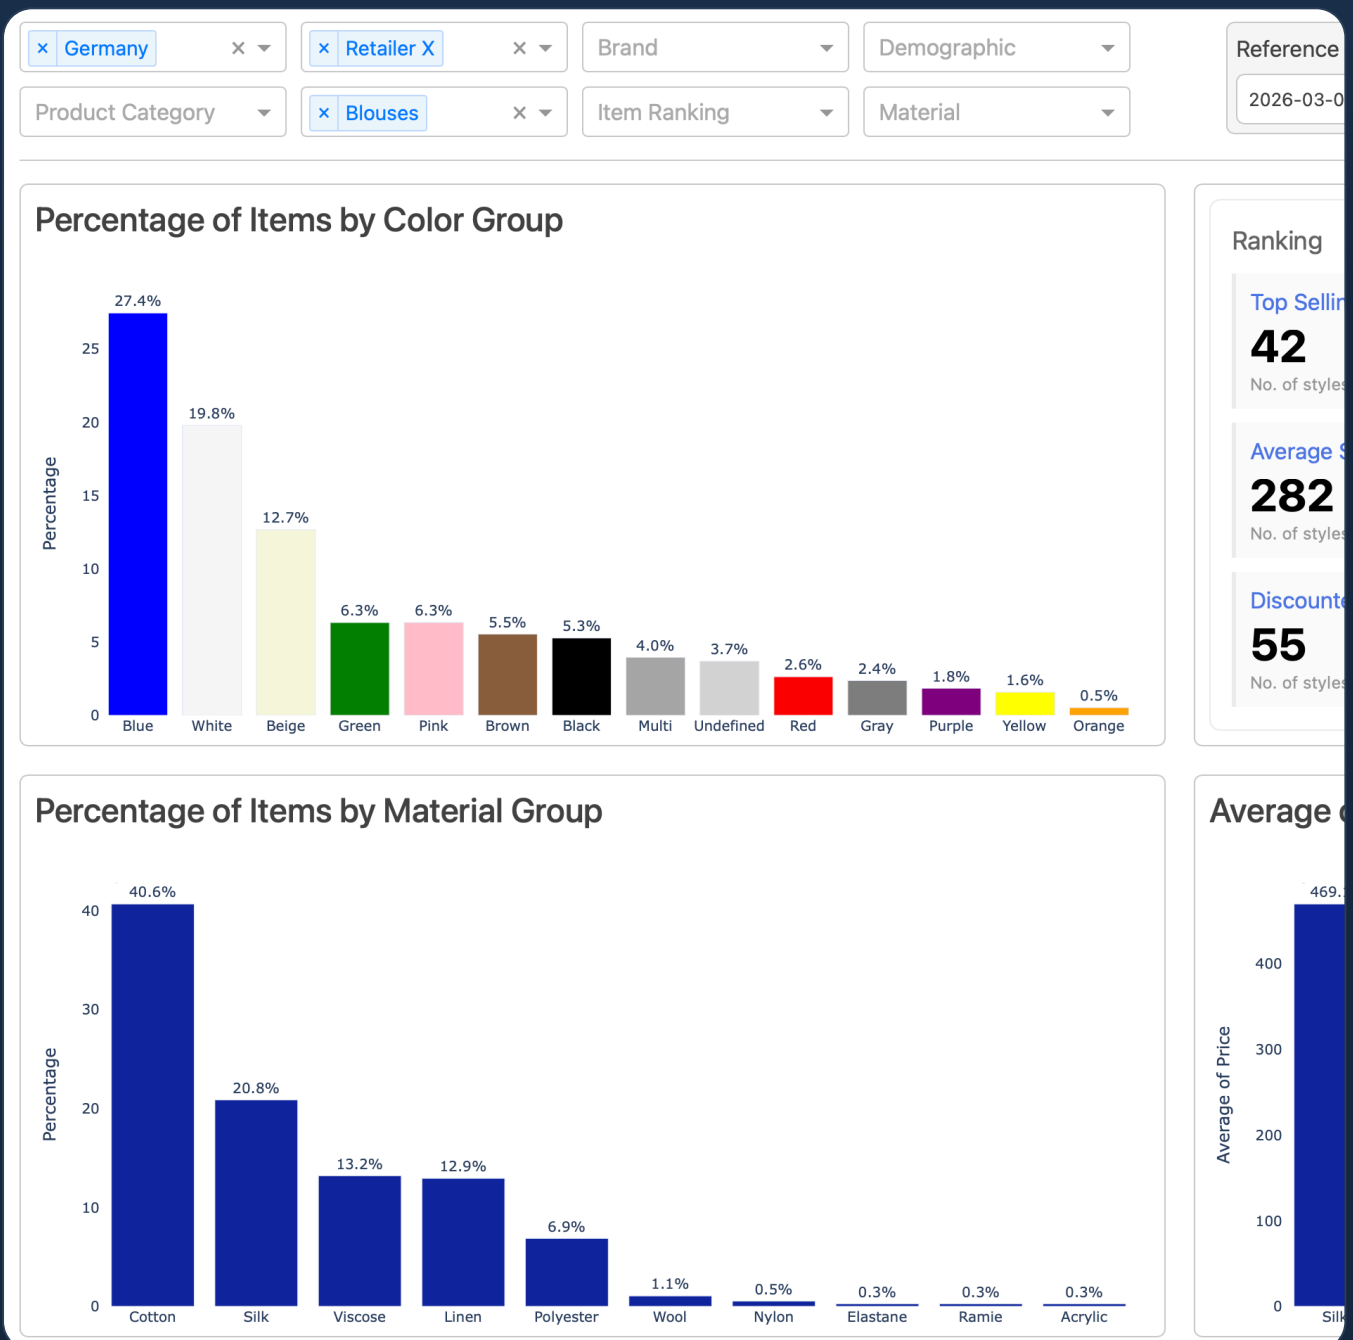 × Germany ×
× Retailer X ×
Brand
Demographic
Reference
Product Category
× Blouses ×
Item Ranking
Material
2026-03-0
Percentage of Items by Color Group
Percentage
25
20
15
10
5
0
27.4%
19.8%
12.7%
6.3%
6.3%
5.5%
5.3%
4.0%
3.7%
2.6%
2.4%
1.8%
1.6%
0.5%
Blue
White
Beige
Green
Pink
Brown
Black
Multi
Undefined
Red
Gray
Purple
Yellow
Orange
Ranking
Top Sellin
42
No. of styles
Average S
282
No. of styles
Discounte
55
No. of styles
Percentage of Items by Material Group
Percentage
40
30
20
10
0
40.6%
20.8%
13.2%
12.9%
6.9%
1.1%
0.5%
0.3%
0.3%
0.3%
Cotton
Silk
Viscose
Linen
Polyester
Wool
Nylon
Elastane
Ramie
Acrylic
Average
Average of Price
400
300
200
100
0
469.
Silk